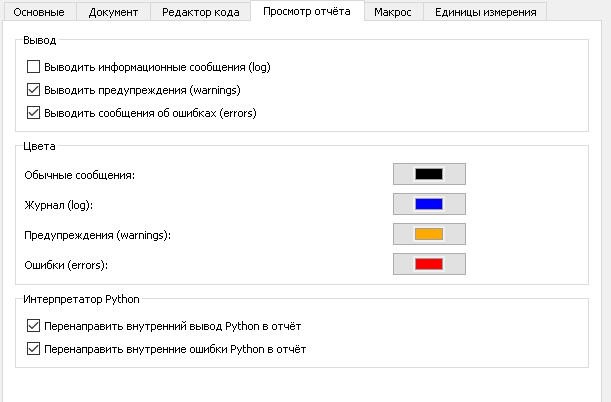 Основные Документ Редактор кода Просмотр отчёта Макрос Единицы измерения
Вывод
Выводить информационные сообщения (log)
Выводить предупреждения (warnings)
Выводить сообщения об ошибках (errors)
Цвета
Обычные сообщения:
Журнал (log):
Предупреждения (warnings):
Ошибки (errors):
Интерпретатор Python
Перенаправить внутренний вывод Python в отчёт
Перенаправить внутренние ошибки Python в отчёт